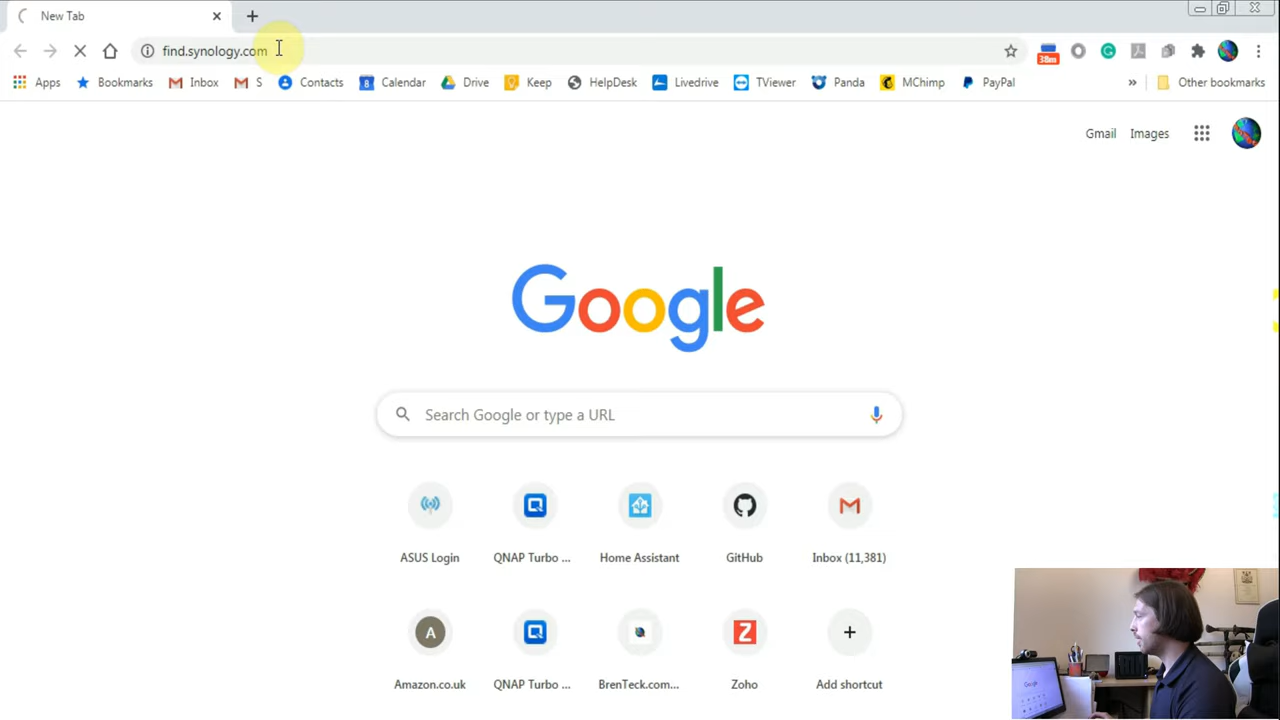 New Tab
find.synology.com
38m
Apps Bookmarks Inbox S Contacts Calendar Drive Keep HelpDesk Livedrive TViewer Panda MChimp PayPal » Other bookmarks
Gmail Images
Google
Search Google or type a URL
ASUS Login QNAP Turbo ... Home Assistant GitHub Inbox (11,381)
A Z
Amazon.co.uk QNAP Turbo ... BrenTeck.com... Zoho Add shortcut